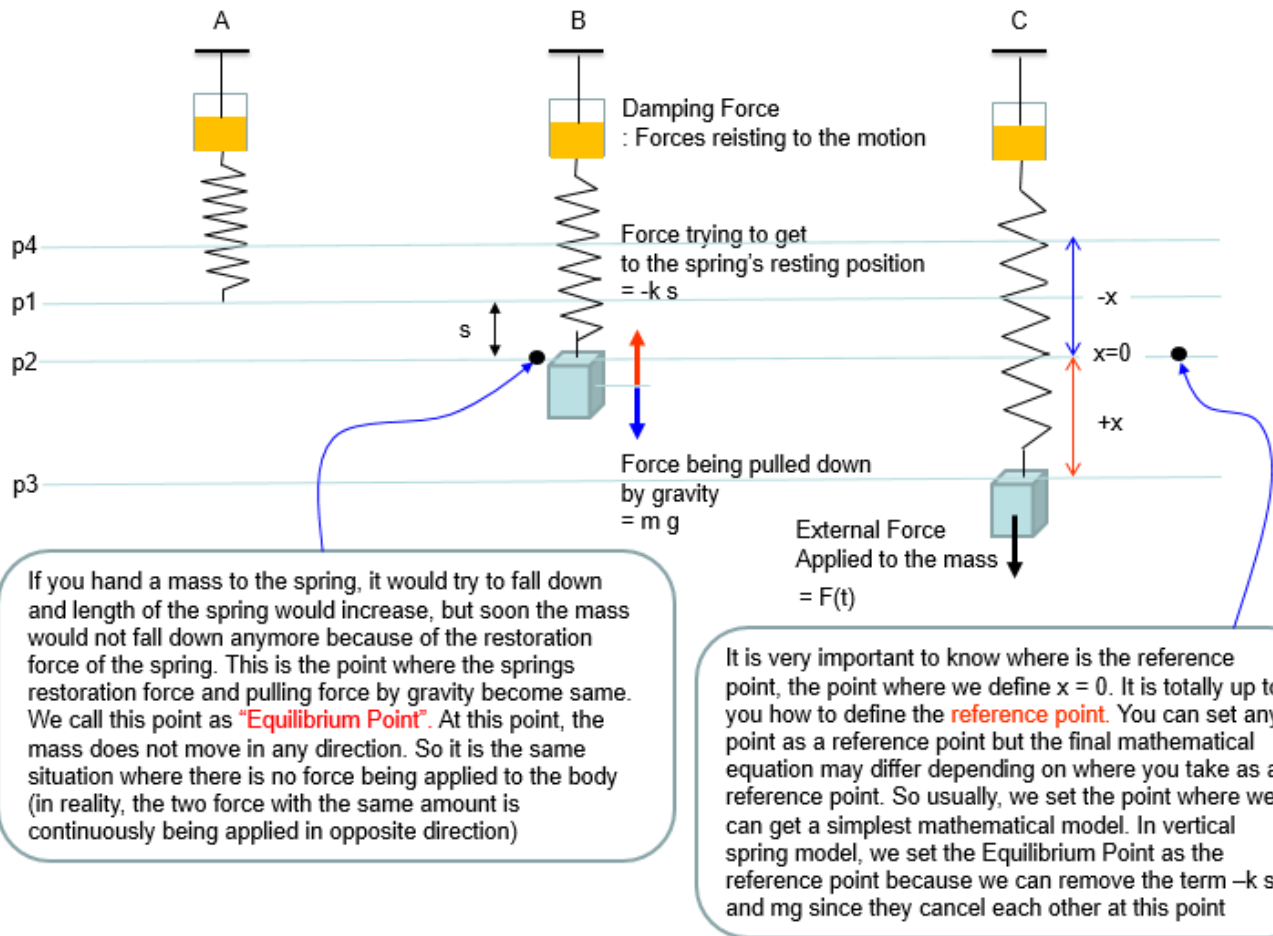 A
B
C
Damping Force
: Forces reisting to the motion
p4
p1
p2
p3
s
Force trying to get
to the spring's resting position
= -k s
-x
x=0
+x
Force being pulled down
by gravity
= m g
External Force
Applied to the mass
= F(t)
If you hand a mass to the spring, it would try to fall down
and length of the spring would increase, but soon the mass
would not fall down anymore because of the restoration
force of the spring. This is the point where the springs
restoration force and pulling force by gravity become same.
We call this point as “Equilibrium Point”. At this point, the
mass does not move in any direction. So it is the same
situation where there is no force being applied to the body
(in reality, the two force with the same amount is
continuously being applied in opposite direction)
It is very important to know where is the reference
point, the point where we define x = 0. It is totally up to
you how to define the reference point. You can set any
point as a reference point but the final mathematical
equation may differ depending on where you take as a
reference point. So usually, we set the point where we
can get a simplest mathematical model. In vertical
spring model, we set the Equilibrium Point as the
reference point because we can remove the term –k s
and mg since they cancel each other at this point